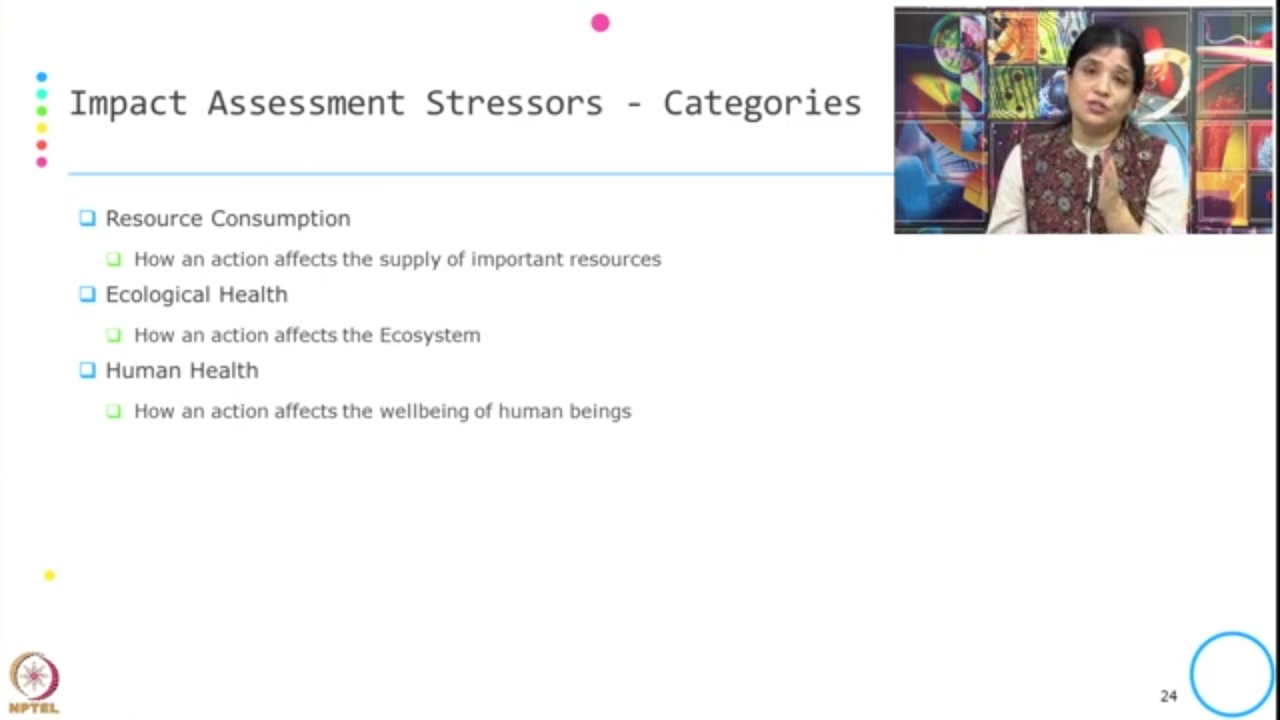 Impact Assessment Stressors - Categories
Resource Consumption
How an action affects the supply of important resources
Ecological Health
How an action affects the Ecosystem
Human Health
How an action affects the wellbeing of human beings
NPTEL
24